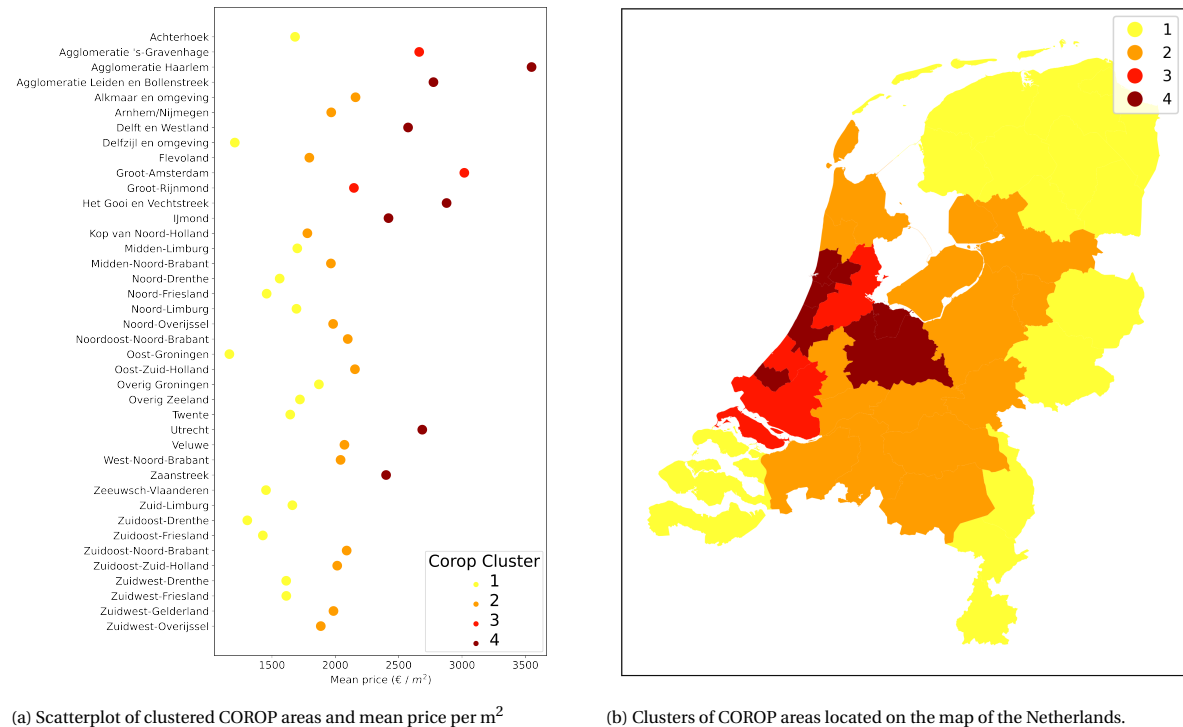 Achterhoek
Agglomeratie 's-Gravenhage
Agglomeratie Haarlem
Agglomeratie Leiden en Bollenstreek
Alkmaar en omgeving
Arnhem/Nijmegen
Delft en Westland
Delfzijl en omgeving
Flevoland
Groot-Amsterdam
Groot-Rijnmond
Het Gooi en Vechtstreek
IJmond
Kop van Noord-Holland
Midden-Limburg
Midden-Noord-Brabant
Noord-Drenthe
Noord-Friesland
Noord-Limburg
Noord-Overijssel
Noordoost-Noord-Brabant
Oost-Groningen
Oost-Zuid-Holland
Overig Groningen
Overig Zeeland
Twente
Utrecht
Veluwe
West-Noord-Brabant
Zaanstreek
Zeeuwsch-Vlaanderen
Zuid-Limburg
Zuidoost-Drenthe
Zuidoost-Friesland
Zuidoost-Noord-Brabant
Zuidoost-Zuid-Holland
Zuidwest-Drenthe
Zuidwest-Friesland
Zuidwest-Gelderland
Zuidwest-Overijssel
Corop Cluster
1
2
3
4
1500 2000 2500 3000 3500
Mean price (€ / m²)
(a) Scatterplot of clustered COROP areas and mean price per m²
1
2
3
4
(b) Clusters of COROP areas located on the map of the Netherlands.